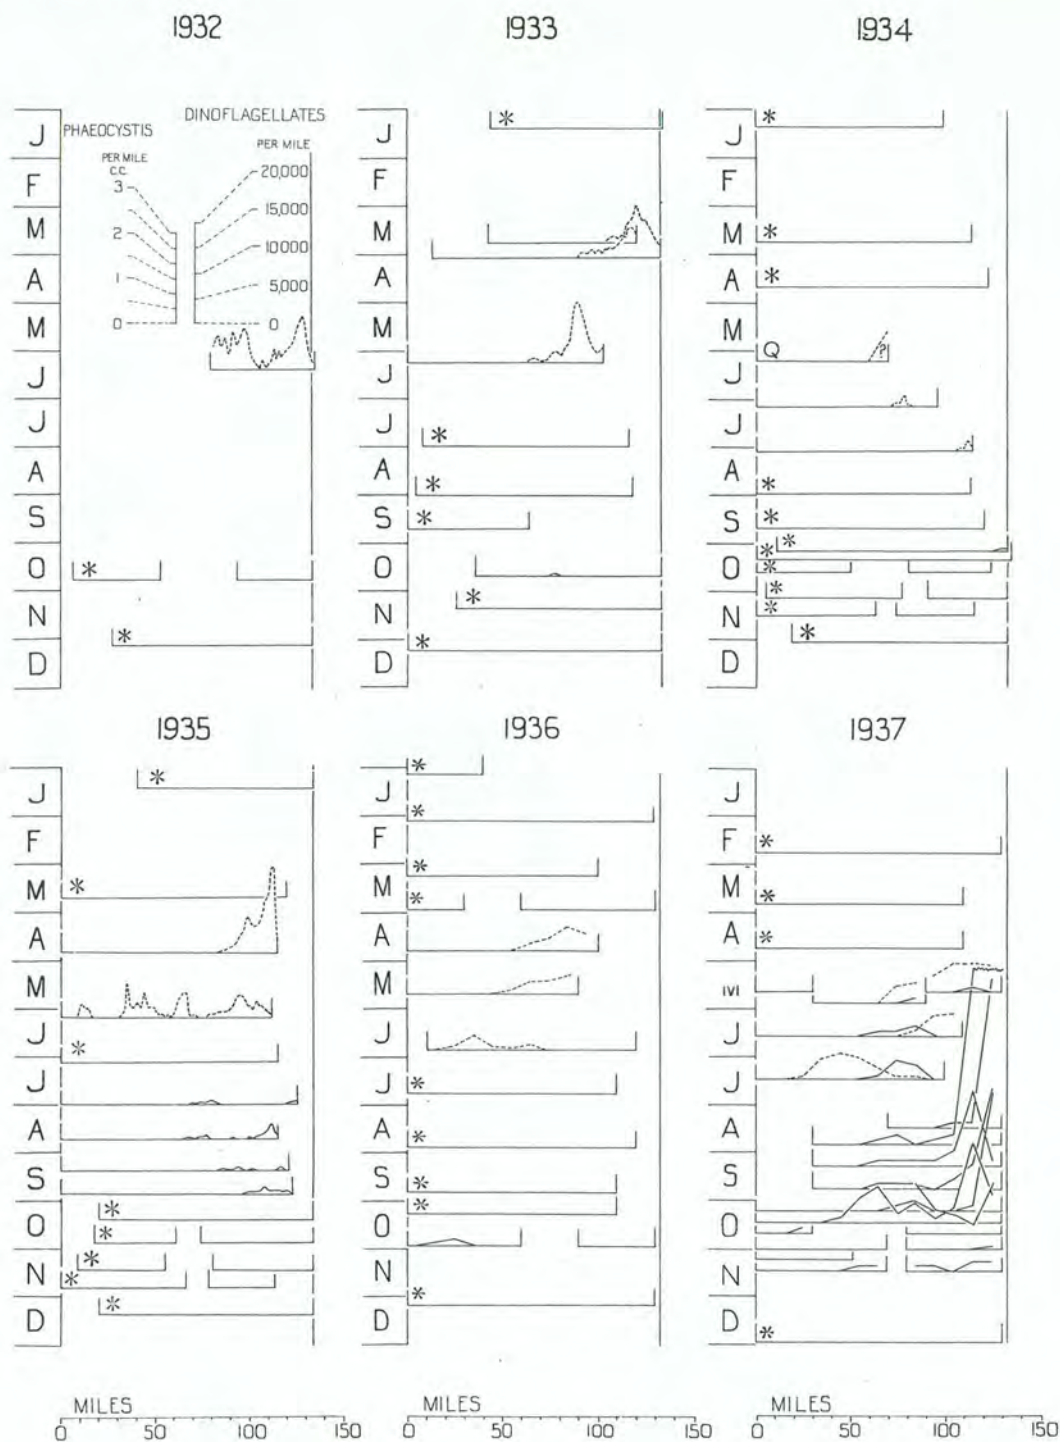 1932 1933 1934
PHAEOCYSTIS DINOFLAGELLATES
PER MILE PER MILE
C.C.
3 20,000
15,000
2
10000
1
5,000
0 0
J J J
F F F
M * M * M
A A A
M M M Q ?
J J J
J J J
A A A
S S S
O O O
N N N
D D D
1935 1936 1937
J J J
F F F
M M M
A A A
M M M
J J J
J J J
A A A
S S S
O O O
N N N
D D D
MILES MILES MILES
0 50 100 150 0 50 100 150 0 50 100 150